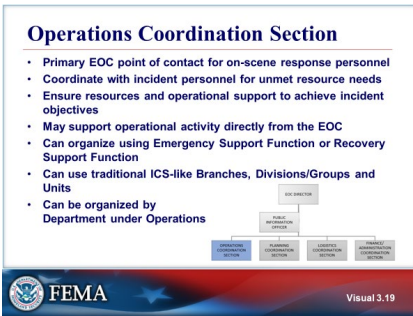 Operations Coordination Section
• Primary EOC point of contact for on-scene response personnel
• Coordinate with incident personnel for unmet resource needs
• Ensure resources and operational support to achieve incident
objectives
• May support operational activity directly from the EOC
• Can organize using Emergency Support Function or Recovery
Support Function
• Can use traditional ICS-like Branches, Divisions/Groups and
Units
• Can be organized by
Department under Operations
EOC DIRECTOR
PUBLIC
INFORMATION
OFFICER
OPERATIONS
COORDINATION
SECTION
PLANNING
COORDINATION
SECTION
LOGISTICS
COORDINATION
SECTION
FINANCE/
ADMINISTRATION
COORDINATION
SECTION
FEMA
Visual 3.19